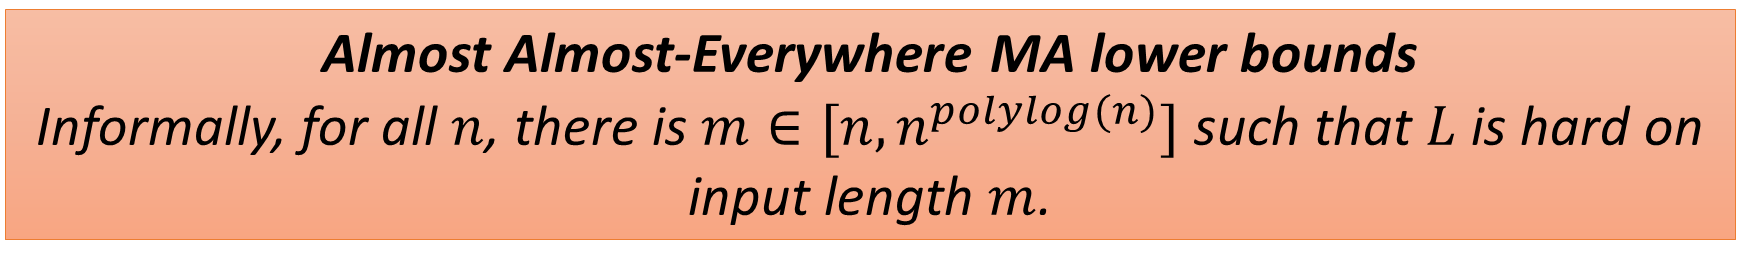 Almost Almost-Everywhere MA lower bounds
Informally, for all n, there is m ∈ [n, n^{polylog(n)}] such that L is hard on
input length m.